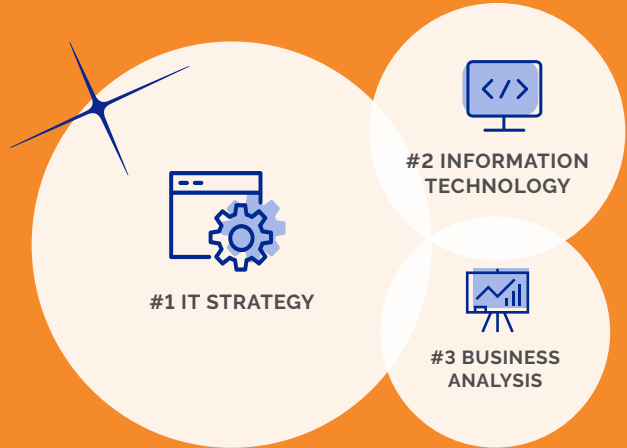 #1 IT STRATEGY
#2 INFORMATION
TECHNOLOGY
#3 BUSINESS
ANALYSIS